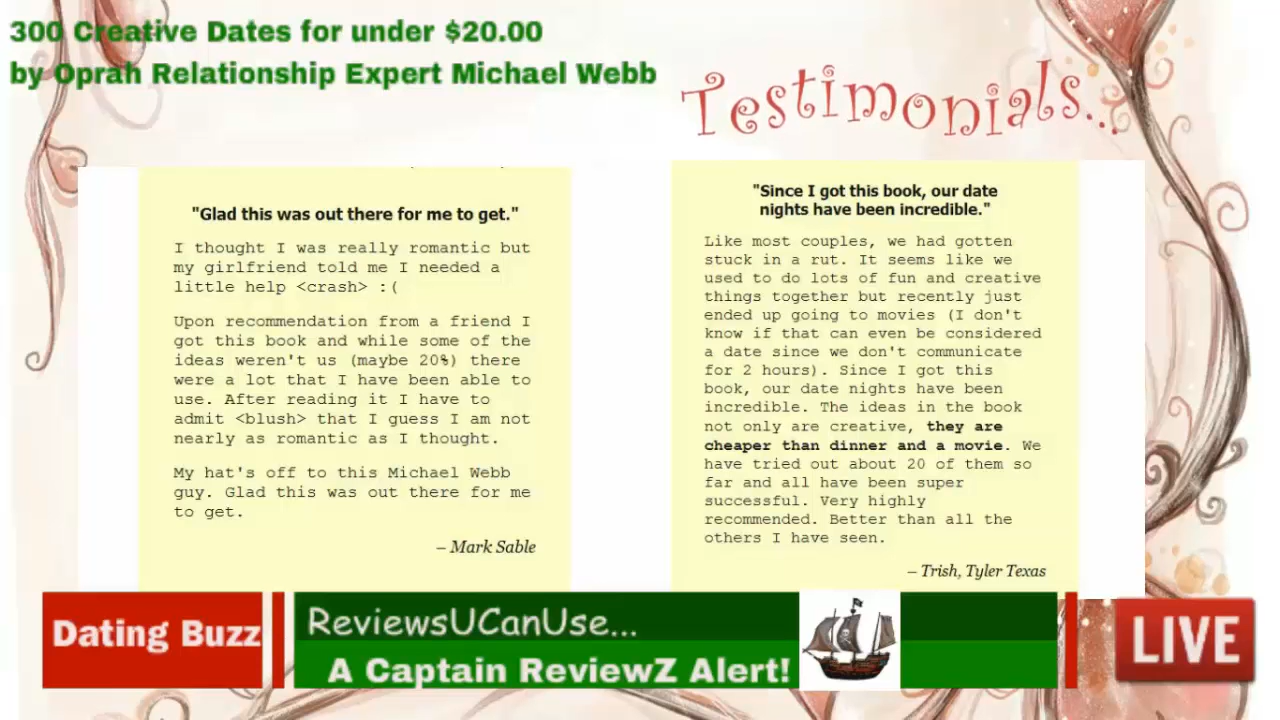 300 Creative Dates for under $20.00
by Oprah Relationship Expert Michael Webb
Testimonials...
"Glad this was out there for me to get."
I thought I was really romantic but
my girlfriend told me I needed a
little help <crash> :(
Upon recommendation from a friend I
got this book and while some of the
ideas weren't us (maybe 20%) there
were a lot that I have been able to
use. After reading it I have to
admit <blush> that I guess I am not
nearly as romantic as I thought.
My hat's off to this Michael Webb
guy. Glad this was out there for me
to get.
– Mark Sable
"Since I got this book, our date
nights have been incredible."
Like most couples, we had gotten
stuck in a rut. It seems like we
used to do lots of fun and creative
things together but recently just
ended up going to movies (I don't
know if that can even be considered
a date since we don't communicate
for 2 hours). Since I got this
book, our date nights have been
incredible. The ideas in the book
not only are creative, they are
cheaper than dinner and a movie. We
have tried out about 20 of them so
far and all have been super
successful. Very highly
recommended. Better than all the
others I have seen.
– Trish, Tyler Texas
Dating Buzz
ReviewsUCanUse...
A Captain ReviewZ Alert!
LIVE